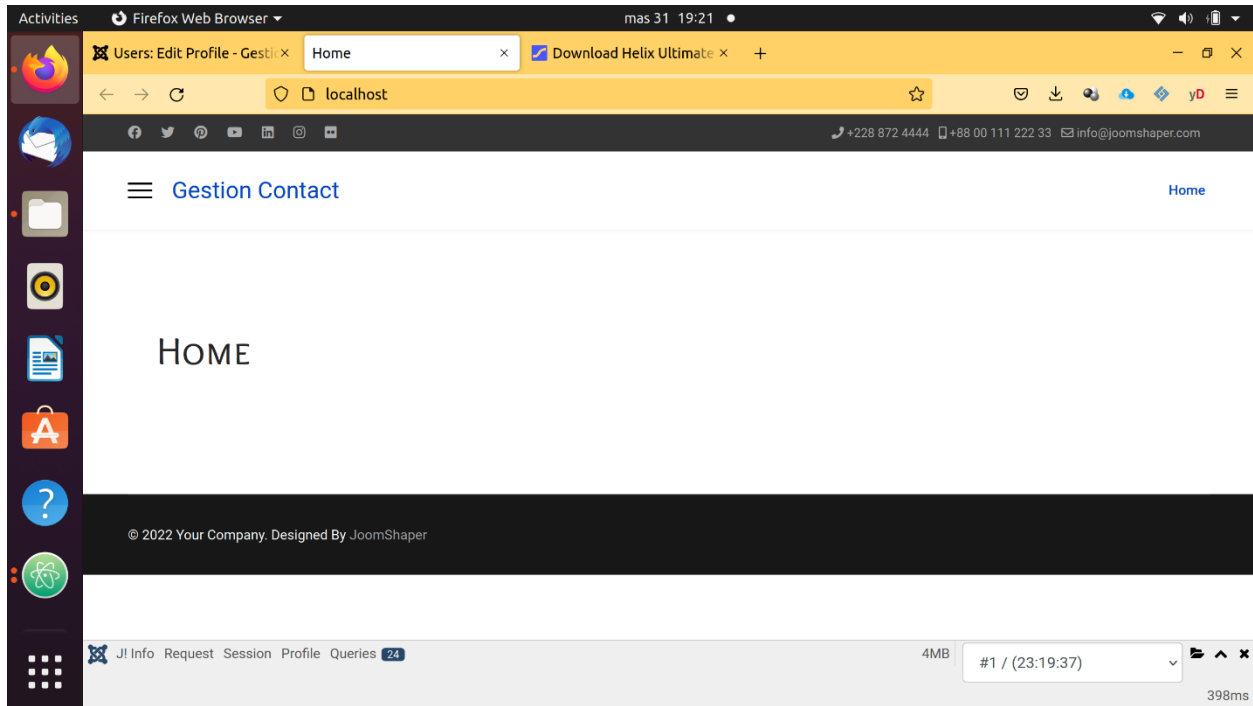 Activities Firefox Web Browser mas 31 19:21
Users: Edit Profile - Gestic Home Download Helix Ultimate
localhost yD
+228 872 4444 +88 00 111 222 33 info@joomshaper.com
Gestion Contact Home
Home
© 2022 Your Company. Designed By JoomShaper
J! Info Request Session Profile Queries 24 4MB #1 / (23:19:37)
398ms